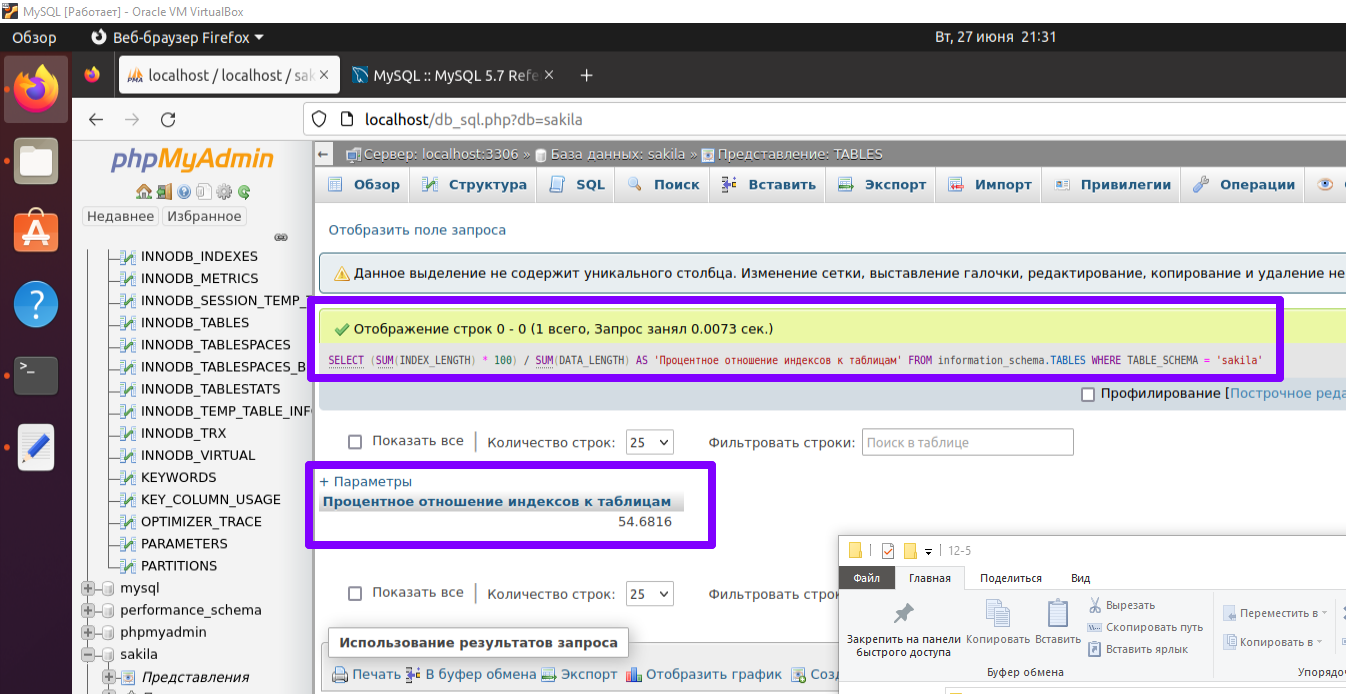 MySQL [Работает] - Oracle VM VirtualBox
Обзор
Веб-браузер Firefox
Вт, 27 июня 21:31
localhost / localhost / sak
MySQL :: MySQL 5.7 Refe
localhost/db_sql.php?db=sakila
phpMyAdmin
Недавнее
Избранное
INNODB_INDEXES
INNODB_METRICS
INNODB_SESSION_TEMP_T
INNODB_TABLES
INNODB_TABLESPACES
INNODB_TABLESPACES_B
INNODB_TABLESTATS
INNODB_TEMP_TABLE_INFO
INNODB_TRX
INNODB_VIRTUAL
KEYWORDS
KEY_COLUMN_USAGE
OPTIMIZER_TRACE
PARAMETERS
PARTITIONS
mysql
performance_schema
phpmyadmin
sakila
Представления
Сервер: localhost:3306 » База данных: sakila » Представление: TABLES
Обзор
Структура
SQL
Поиск
Вставить
Экспорт
Импорт
Привилегии
Операции
Отобразить поле запроса
Данное выделение не содержит уникального столбца. Изменение сетки, выставление галочки, редактирование, копирование и удаление не
Отображение строк 0 - 0 (1 всего, Запрос занял 0.0073 сек.)
SELECT (SUM(INDEX_LENGTH) * 100) / SUM(DATA_LENGTH) AS 'Процентное отношение индексов к таблицам' FROM information_schema.TABLES WHERE TABLE_SCHEMA = 'sakila'
Профилирование [Построчное реда
Показать все
Количество строк: 25
Фильтровать строки: Поиск в таблице
+ Параметры
Процентное отношение индексов к таблицам
54.6816
Показать все
Количество строк: 25
Фильтровать строк
Использование результатов запроса
Печать
В буфер обмена
Экспорт
Отобразить график
Созд
12-5
Файл
Главная
Поделиться
Вид
Закрепить на панели
быстрого доступа
Копировать
Вставить
Вырезать
Скопировать путь
Вставить ярлык
Буфер обмена
Переместить в
Копировать в
Упорядо